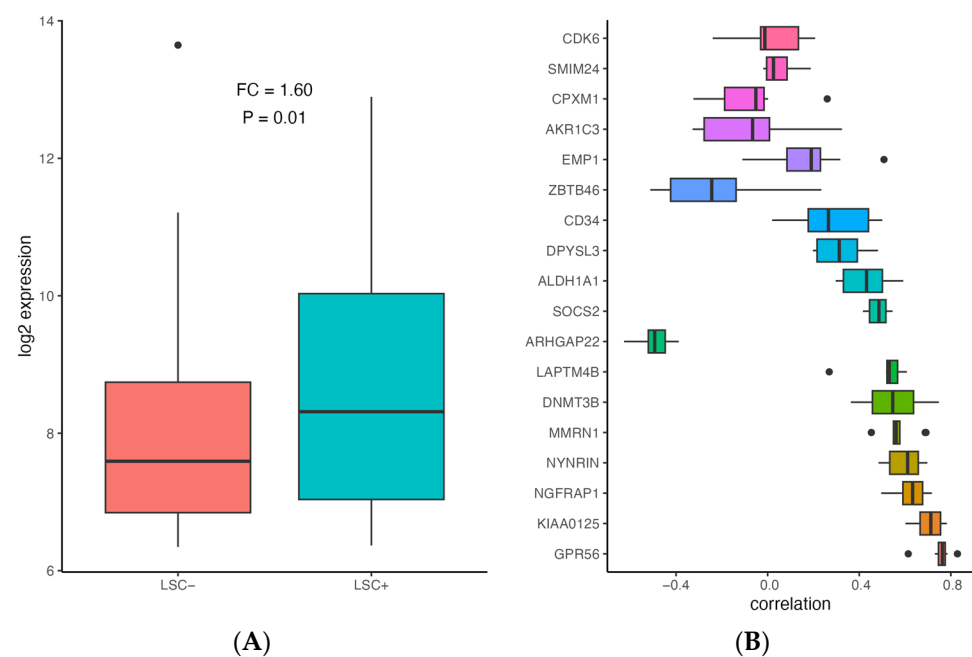 14
12
10
8
6
log2 expression
FC = 1.60
P = 0.01
LSC−
LSC+
(A)
CDK6
SMIM24
CPXM1
AKR1C3
EMP1
ZBTB46
CD34
DPYSL3
ALDH1A1
SOCS2
ARHGAP22
LAPTM4B
DNMT3B
MMRN1
NYNRIN
NGFRAP1
KIAA0125
GPR56
−0.4 0.0 0.4 0.8
correlation
(B)